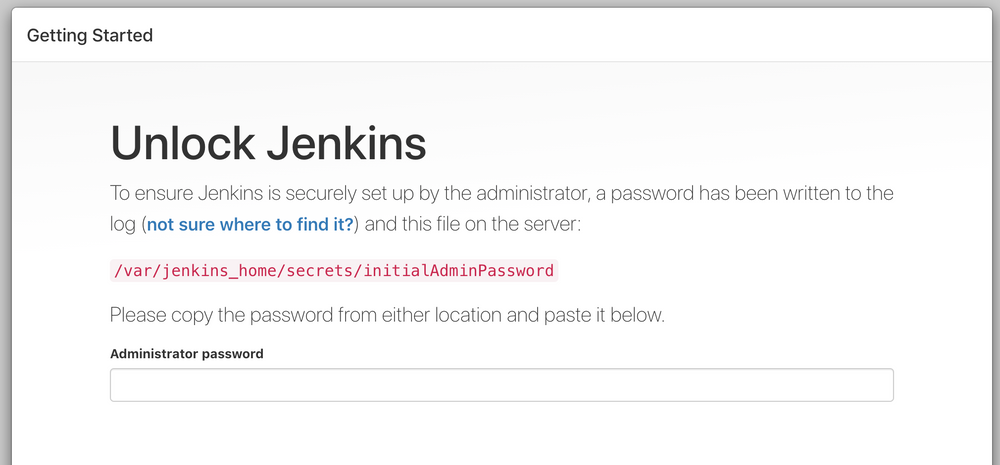 Getting Started
Unlock Jenkins
To ensure Jenkins is securely set up by the administrator, a password has been written to the
log (not sure where to find it?) and this file on the server:
/var/jenkins_home/secrets/initialAdminPassword
Please copy the password from either location and paste it below.
Administrator password